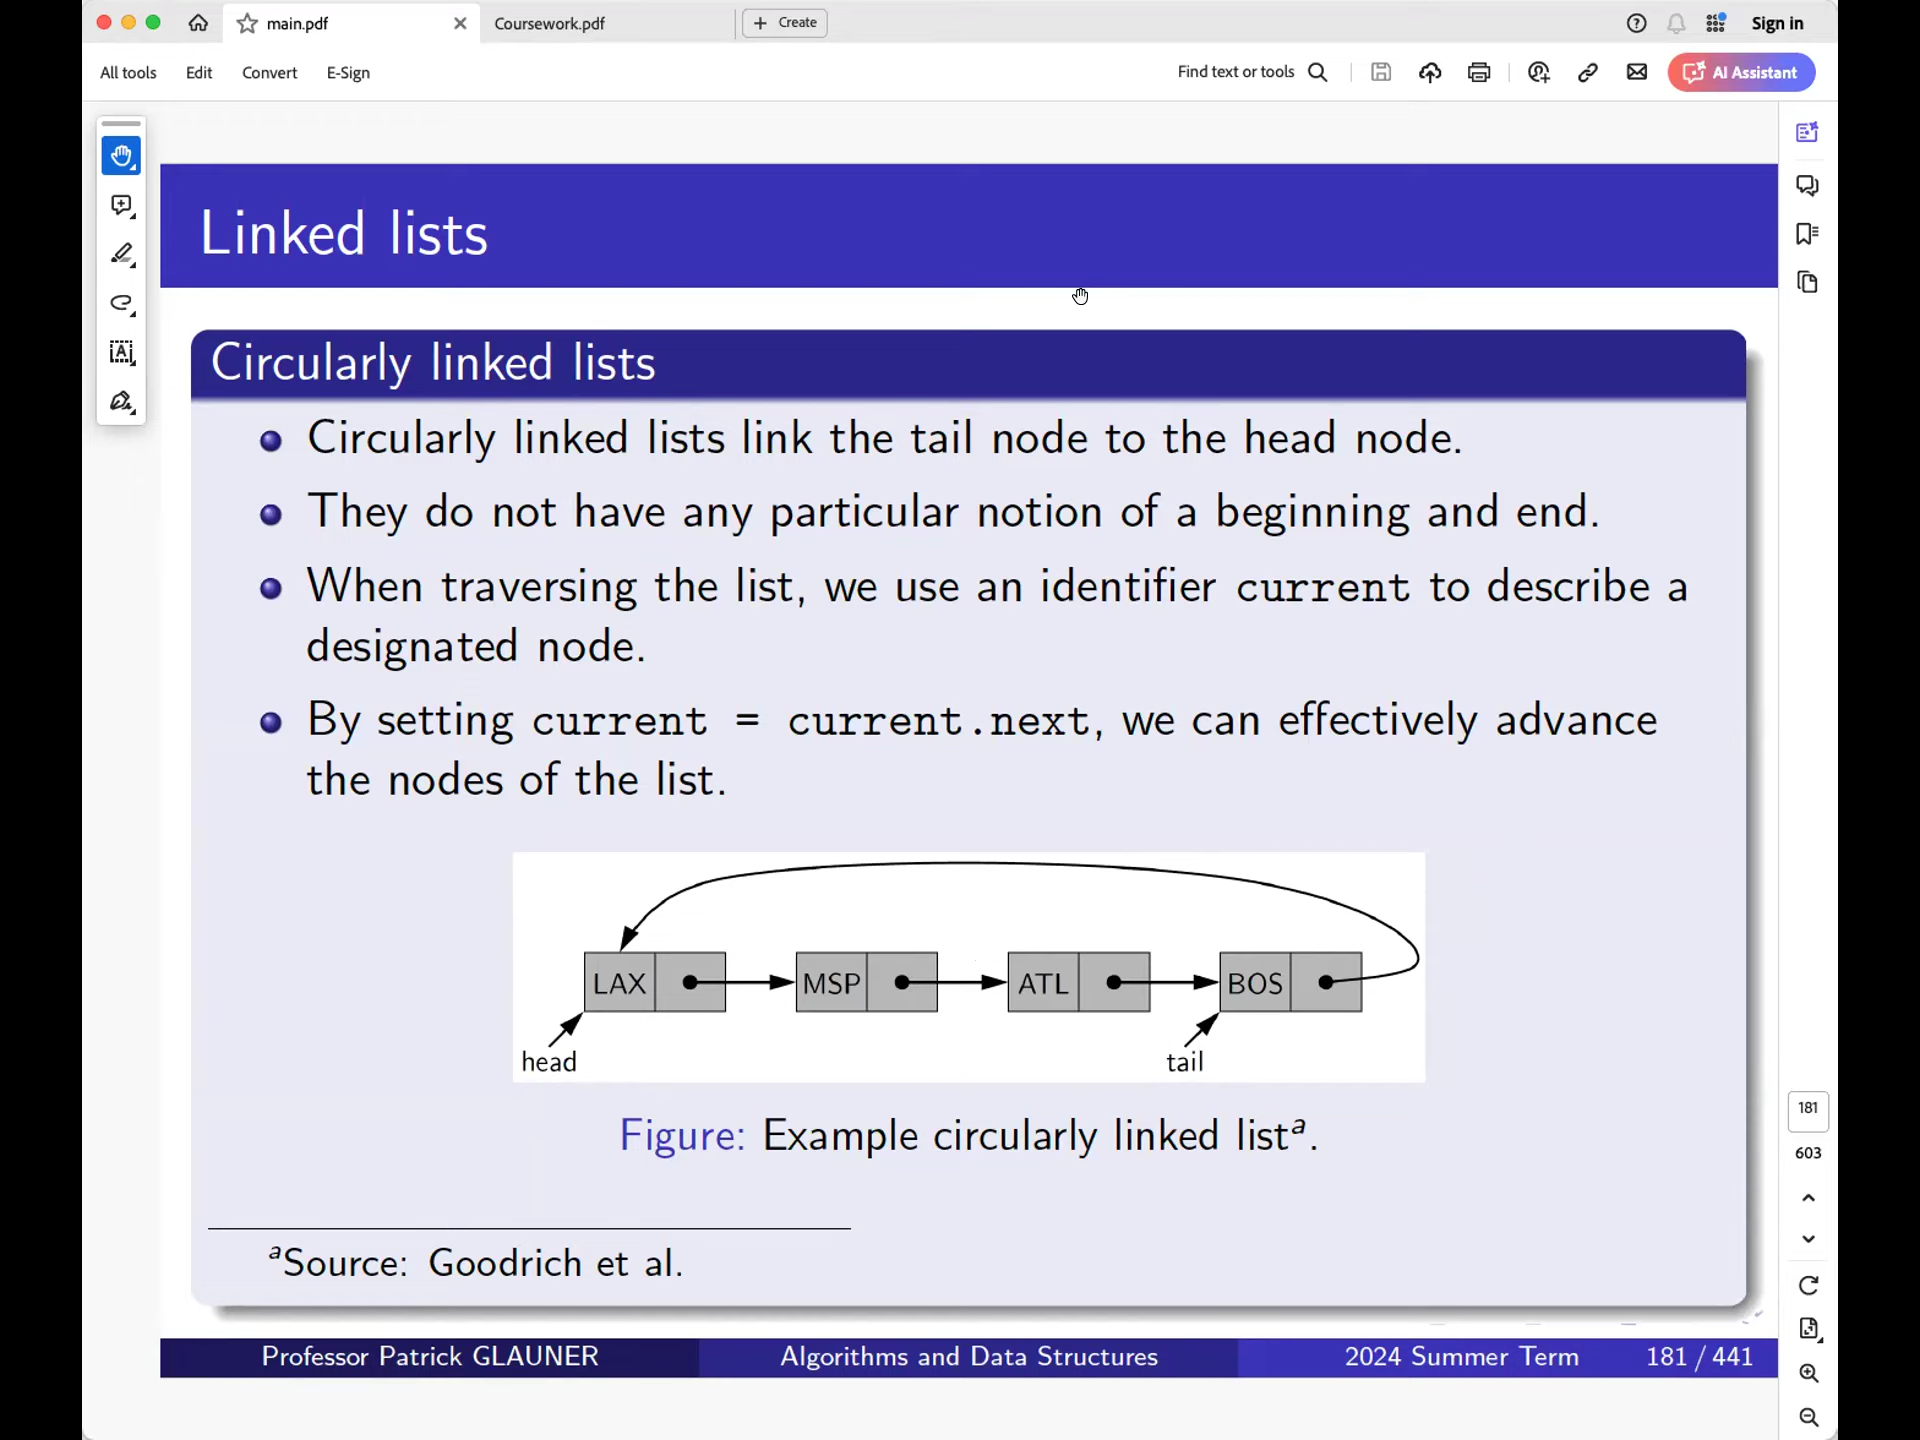 main.pdf
Coursework.pdf
Create
Sign in
All tools
Edit
Convert
E-Sign
Find text or tools
AI Assistant
Linked lists
Circularly linked lists
Circularly linked lists link the tail node to the head node.
They do not have any particular notion of a beginning and end.
When traversing the list, we use an identifier current to describe a
designated node.
By setting current = current.next, we can effectively advance
the nodes of the list.
LAX
MSP
ATL
BOS
head
tail
Figure: Example circularly linked listᵃ.
ᵃSource: Goodrich et al.
181
603
Professor Patrick GLAUNER
Algorithms and Data Structures
2024 Summer Term
181 / 441